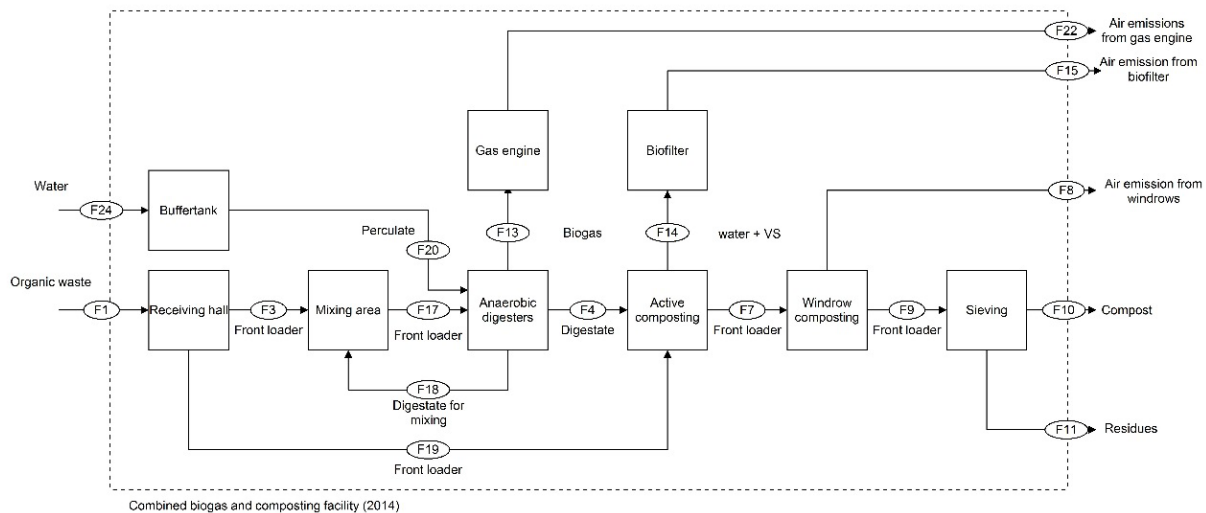 F22
Air emissions
from gas engine
F15
Air emission from
biofilter
Gas engine
Biofilter
Water
F24
Buffertank
F8
Air emission from
windrows
Perculate
F20
F13
Biogas
F14
water + VS
Organic waste
F1
Receiving hall
F3
Front loader
Mixing area
F17
Front loader
Anaerobic
digesters
F4
Digestate
Active
composting
F7
Front loader
Windrow
composting
F9
Front loader
Sieving
F10
Compost
F18
Digestate for
mixing
F19
Front loader
F11
Residues
Combined biogas and composting facility (2014)